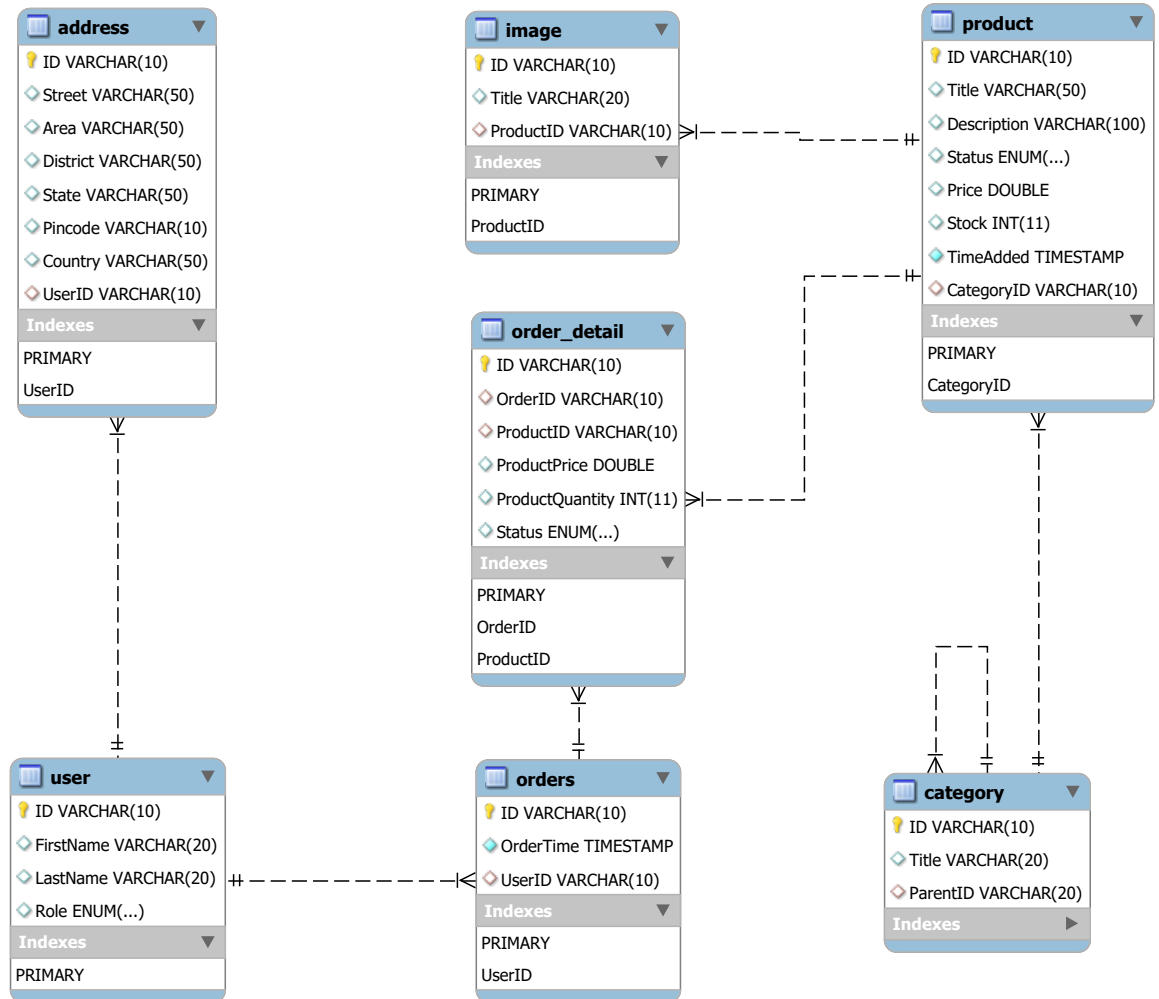 address
ID VARCHAR(10)
Street VARCHAR(50)
Area VARCHAR(50)
District VARCHAR(50)
State VARCHAR(50)
Pincode VARCHAR(10)
Country VARCHAR(50)
UserID VARCHAR(10)
Indexes
PRIMARY
UserID
image
ID VARCHAR(10)
Title VARCHAR(20)
ProductID VARCHAR(10)
Indexes
PRIMARY
ProductID
product
ID VARCHAR(10)
Title VARCHAR(50)
Description VARCHAR(100)
Status ENUM(...)
Price DOUBLE
Stock INT(11)
TimeAdded TIMESTAMP
CategoryID VARCHAR(10)
Indexes
PRIMARY
CategoryID
order_detail
ID VARCHAR(10)
OrderID VARCHAR(10)
ProductID VARCHAR(10)
ProductPrice DOUBLE
ProductQuantity INT(11)
Status ENUM(...)
Indexes
PRIMARY
OrderID
ProductID
user
ID VARCHAR(10)
FirstName VARCHAR(20)
LastName VARCHAR(20)
Role ENUM(...)
Indexes
PRIMARY
orders
ID VARCHAR(10)
OrderTime TIMESTAMP
UserID VARCHAR(10)
Indexes
PRIMARY
UserID
category
ID VARCHAR(10)
Title VARCHAR(20)
ParentID VARCHAR(20)
Indexes